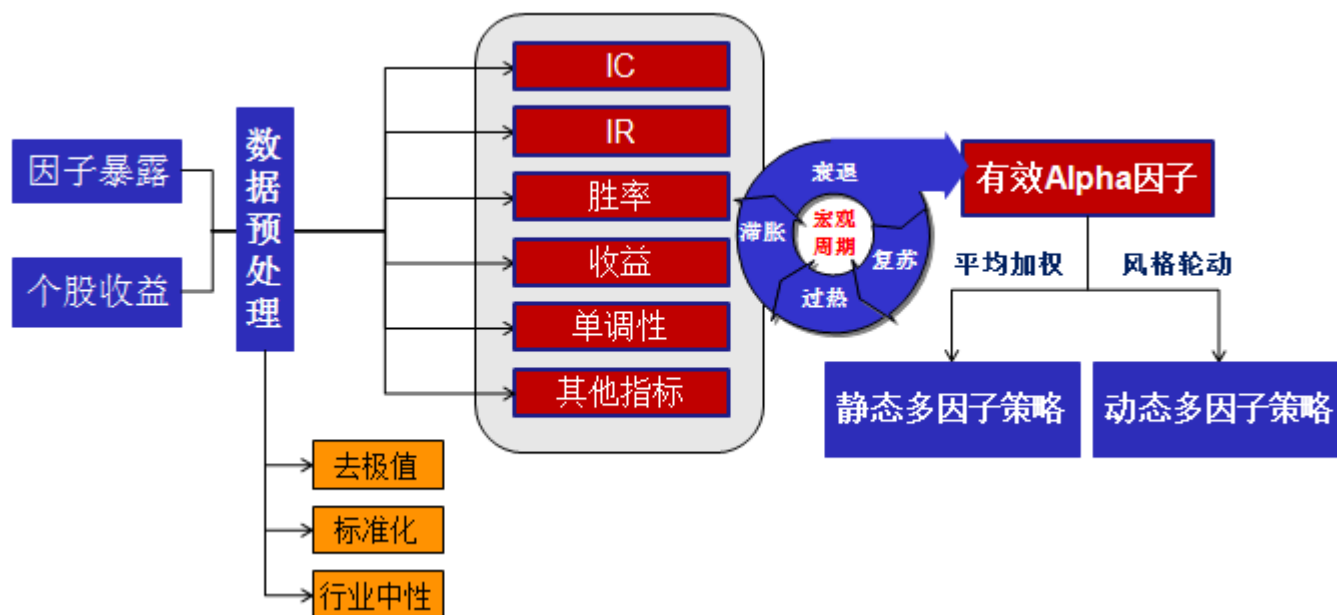 因子暴露
个股收益
数据预处理
去极值
标准化
行业中性
IC
IR
胜率
收益
单调性
其他指标
衰退
滞胀
宏观
周期
复苏
过热
有效Alpha因子
平均加权
风格轮动
静态多因子策略
动态多因子策略